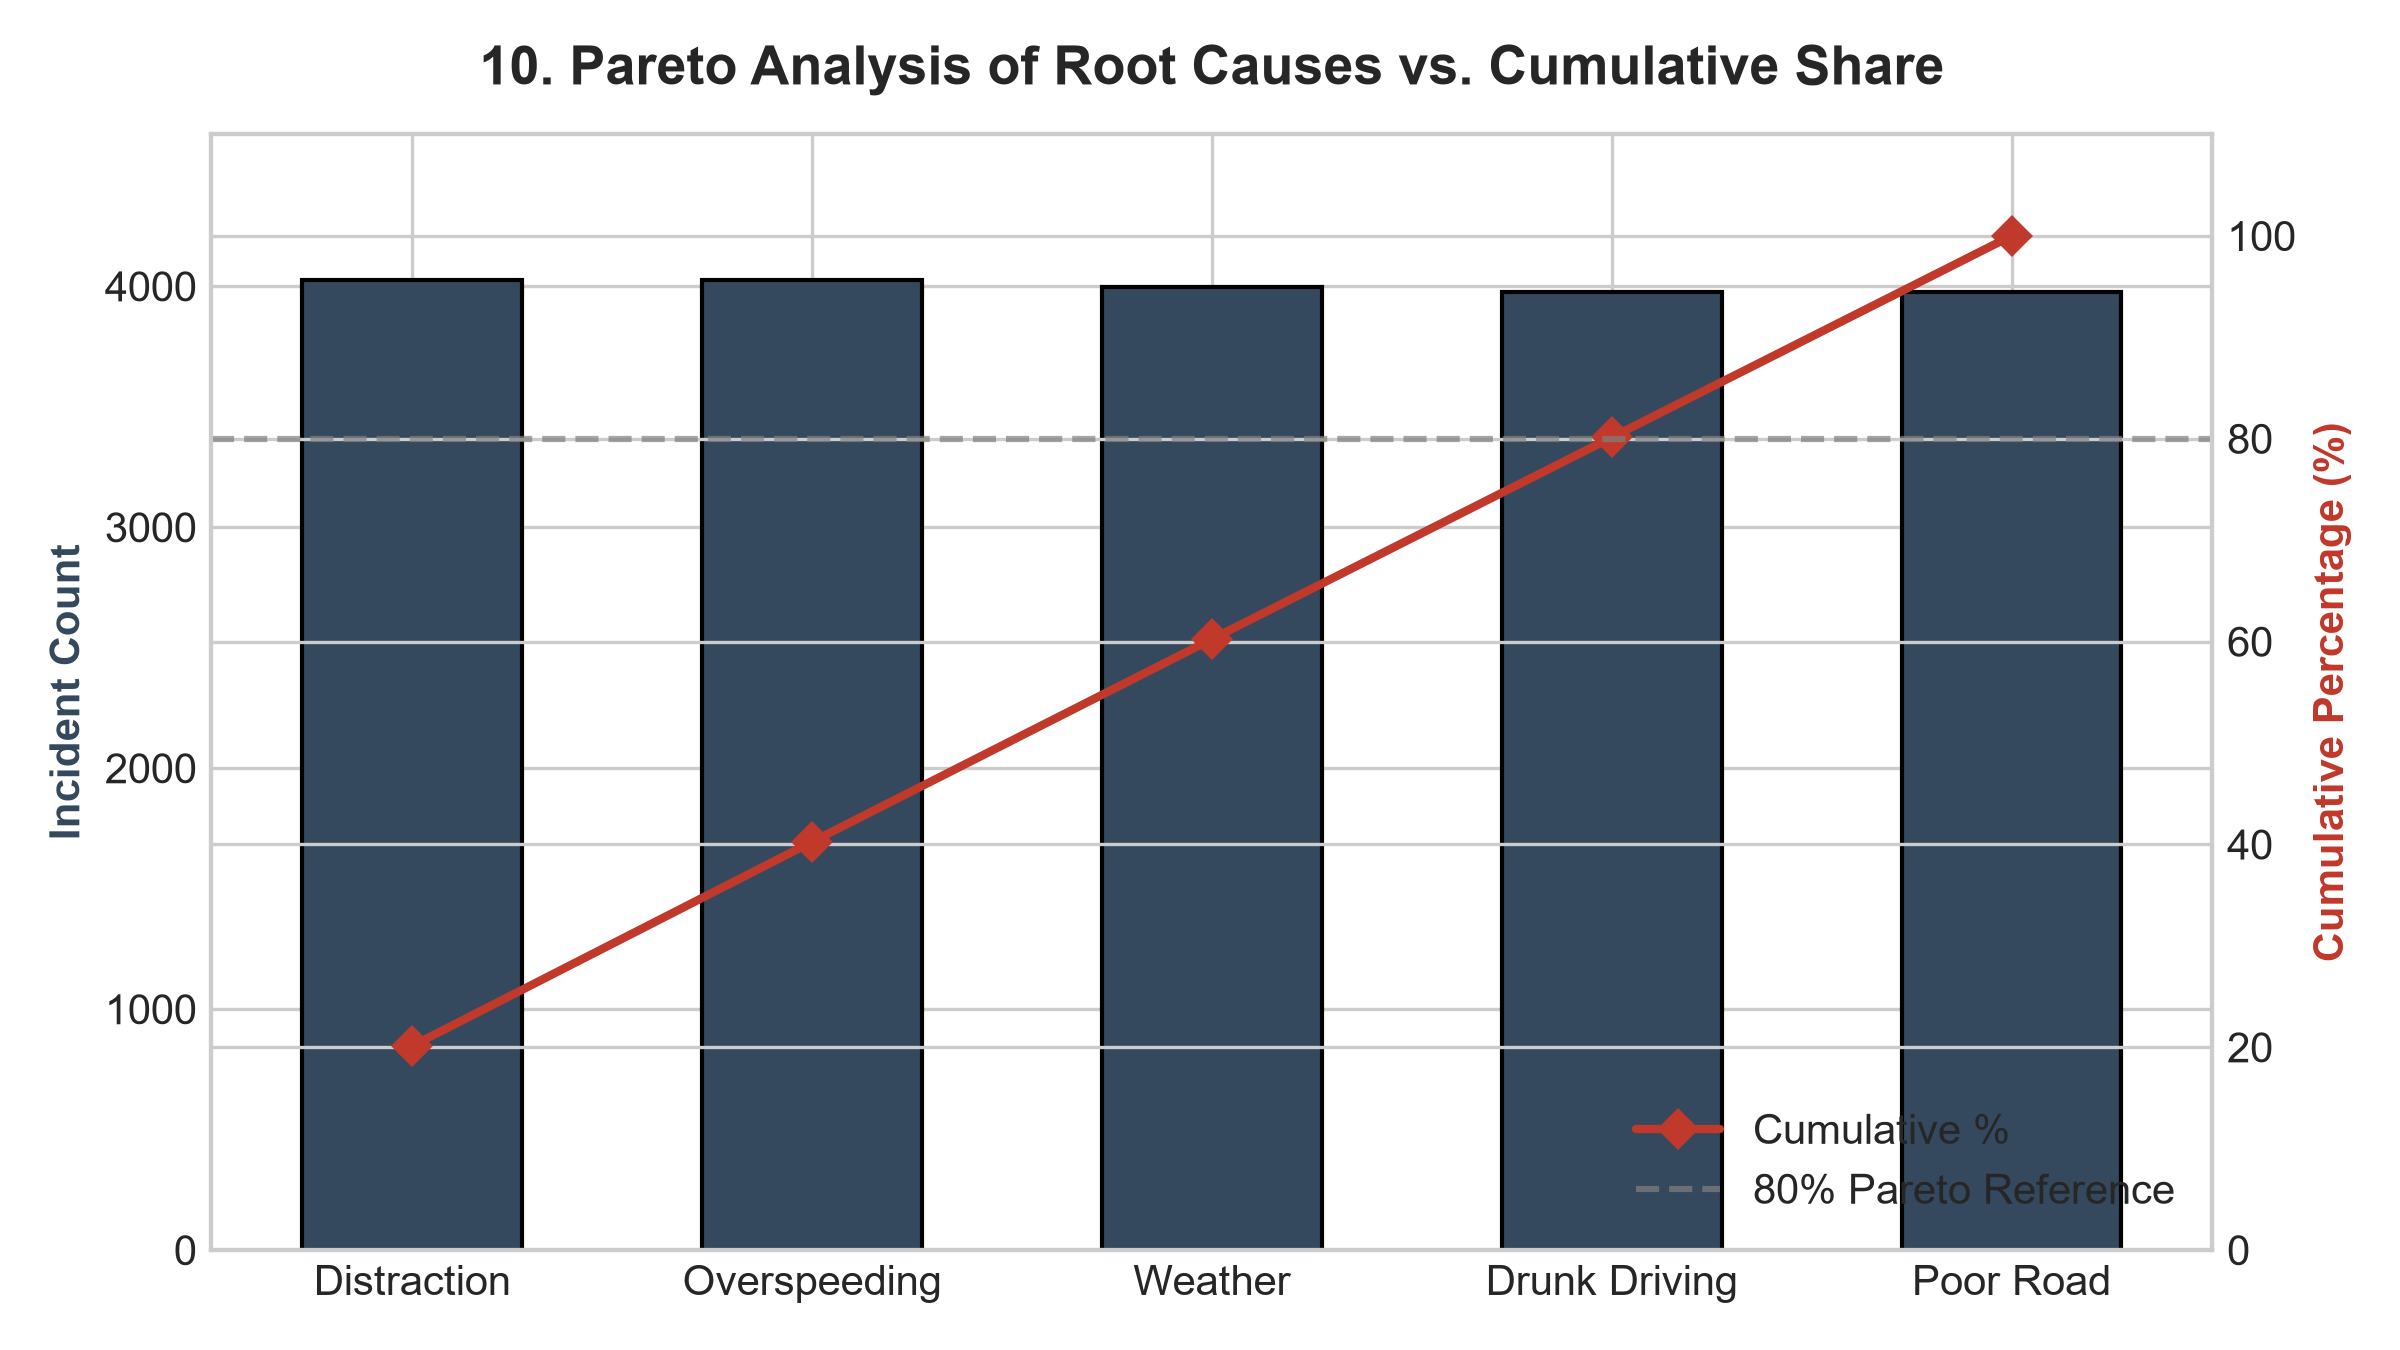 10. Pareto Analysis of Root Causes vs. Cumulative Share
Incident Count
4000
3000
2000
1000
0
100
80
60
40
20
0
Cumulative Percentage (%)
Cumulative %
80% Pareto Reference
Distraction
Overspeeding
Weather
Drunk Driving
Poor Road